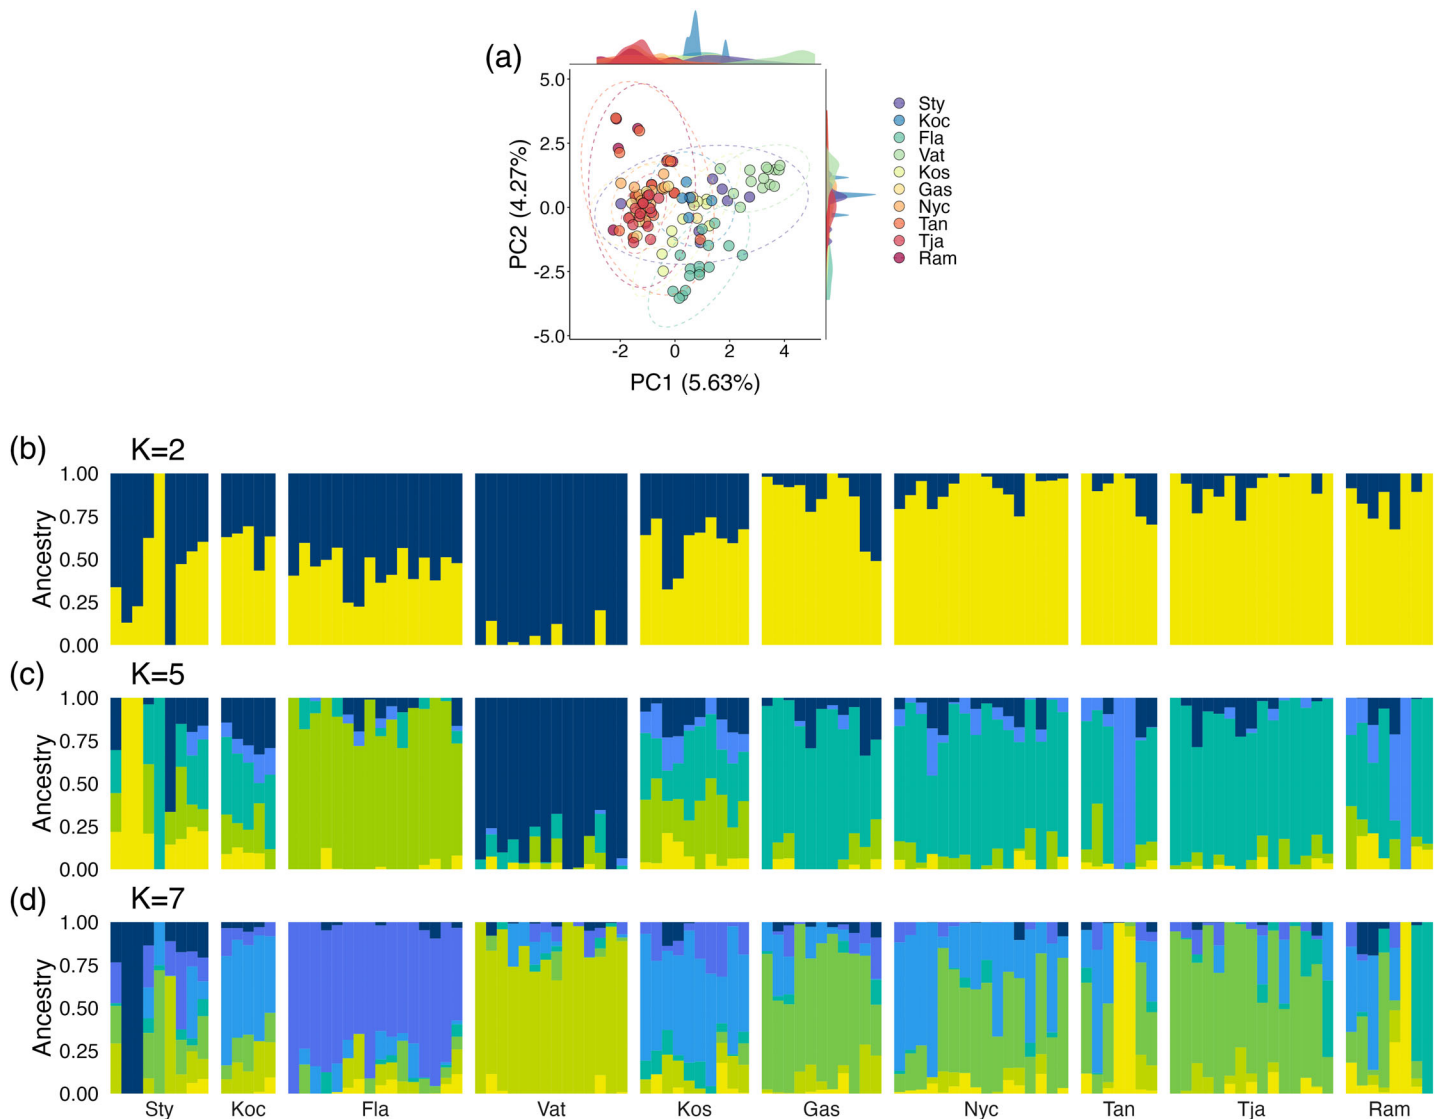 (a)
5.0
2.5
0.0
-2.5
-5.0
PC2 (4.27%)
-2 0 2 4
PC1 (5.63%)
Sty
Koc
Fla
Vat
Kos
Gas
Nyc
Tan
Tja
Ram
(b) K=2
1.00
0.75
0.50
0.25
0.00
Ancestry
(c) K=5
1.00
0.75
0.50
0.25
0.00
Ancestry
(d) K=7
1.00
0.75
0.50
0.25
0.00
Ancestry
Sty Koc Fla Vat Kos Gas Nyc Tan Tja Ram